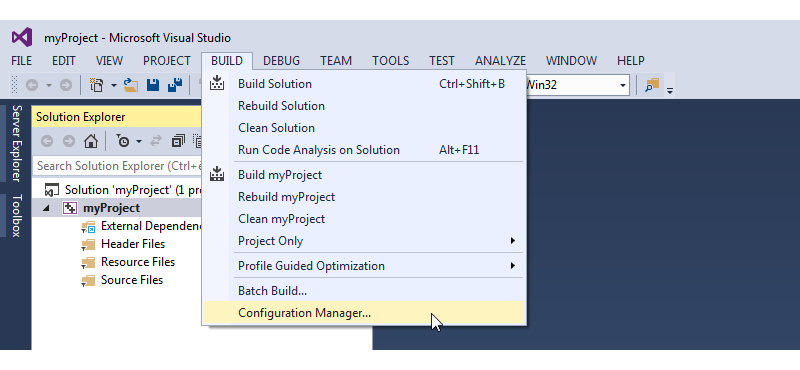 myProject - Microsoft Visual Studio
FILE EDIT VIEW PROJECT BUILD DEBUG TEAM TOOLS TEST ANALYZE WINDOW HELP
Build Solution Ctrl+Shift+B
Rebuild Solution
Clean Solution
Run Code Analysis on Solution Alt+F11
Build myProject
Rebuild myProject
Clean myProject
Project Only
Profile Guided Optimization
Batch Build...
Configuration Manager...
Win32
Server Explorer
Toolbox
Solution Explorer
Search Solution Explorer (Ctrl+
Solution 'myProject' (1
myProject
External
Header Files
Resource Files
Source Files